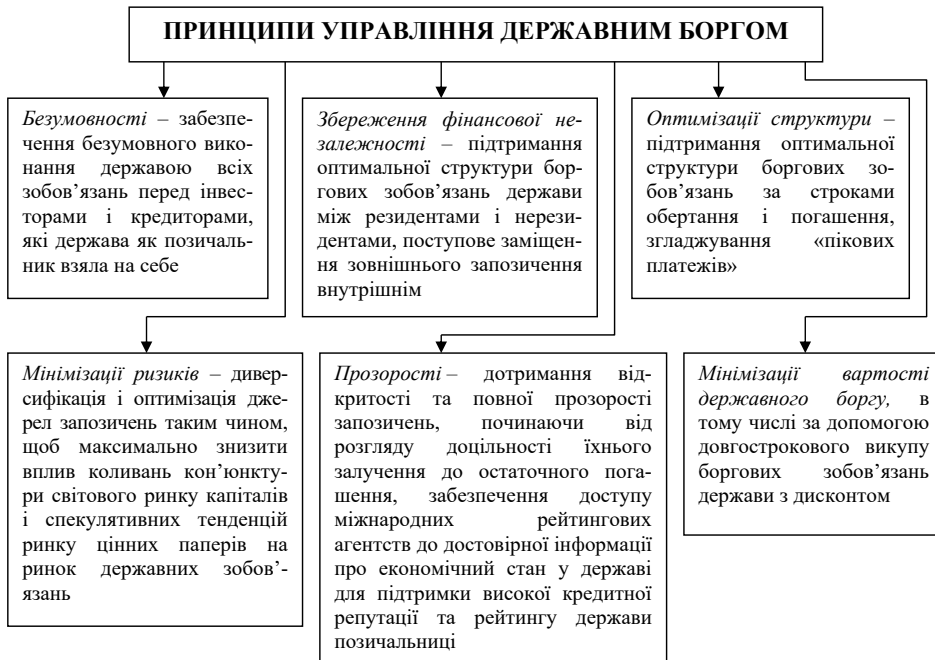 ПРИНЦИПИ УПРАВЛІННЯ ДЕРЖАВНИМ БОРГОМ
Безумовності – забезпе-
чення безумовного вико-
нання державою всіх
зобов’язань перед інвес-
торами і кредиторами,
які держава як позичаль-
ник взяла на себе
Збереження фінансової не-
залежності – підтримання
оптимальної структури бор-
гових зобов’язань держави
між резидентами і нерези-
дентами, поступове заміщен-
ня зовнішнього запозичення
внутрішнім
Оптимізації структури –
підтримання оптимальної
структури боргових зо-
бов’язань за строками
обертання і погашення,
згладжування «пікових
платежів»
Мінімізації ризиків – дивер-
сифікація і оптимізація дже-
рел запозичень таким чином,
щоб максимально знизити
вплив коливань кон’юнкту-
ри світового ринку капіталів
і спекулятивних тенденцій
ринку цінних паперів на
ринок державних зобов’-
язань
Прозорості – дотримання від-
критості та повної прозорості
запозичень, починаючи від
розгляду доцільності їхнього
залучення до остаточного пога-
шення, забезпечення доступу
міжнародних рейтингових
агентств до достовірної інформації
про економічний стан у державі
для підтримки високої кредитної
репутації та рейтингу держави
позичальниці
Мінімізації вартості
державного боргу, в
тому числі за допомогою
довгострокового викупу
боргових зобов’язань
держави з дисконтом